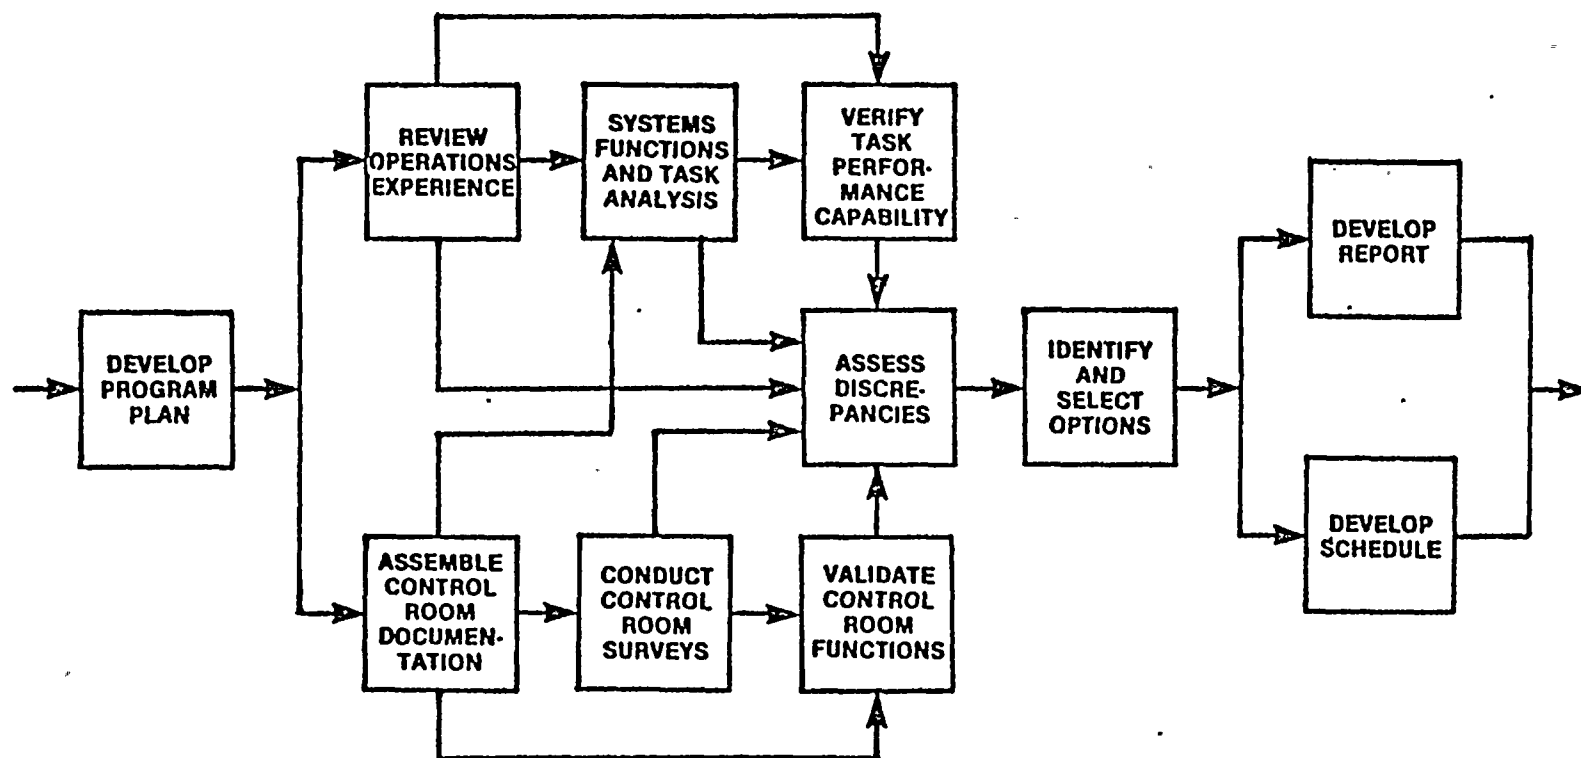 DEVELOP
PROGRAM
PLAN
REVIEW
OPERATIONS
EXPERIENCE
SYSTEMS
FUNCTIONS
AND TASK
ANALYSIS
VERIFY
TASK
PERFOR-
MANCE
CAPABILITY
ASSEMBLE
CONTROL
ROOM
DOCUMEN-
TATION
CONDUCT
CONTROL
ROOM
SURVEYS
VALIDATE
CONTROL
ROOM
FUNCTIONS
ASSESS
DISCRE-
PANCIES
IDENTIFY
AND
SELECT
OPTIONS
DEVELOP
REPORT
DEVELOP
SCHEDULE